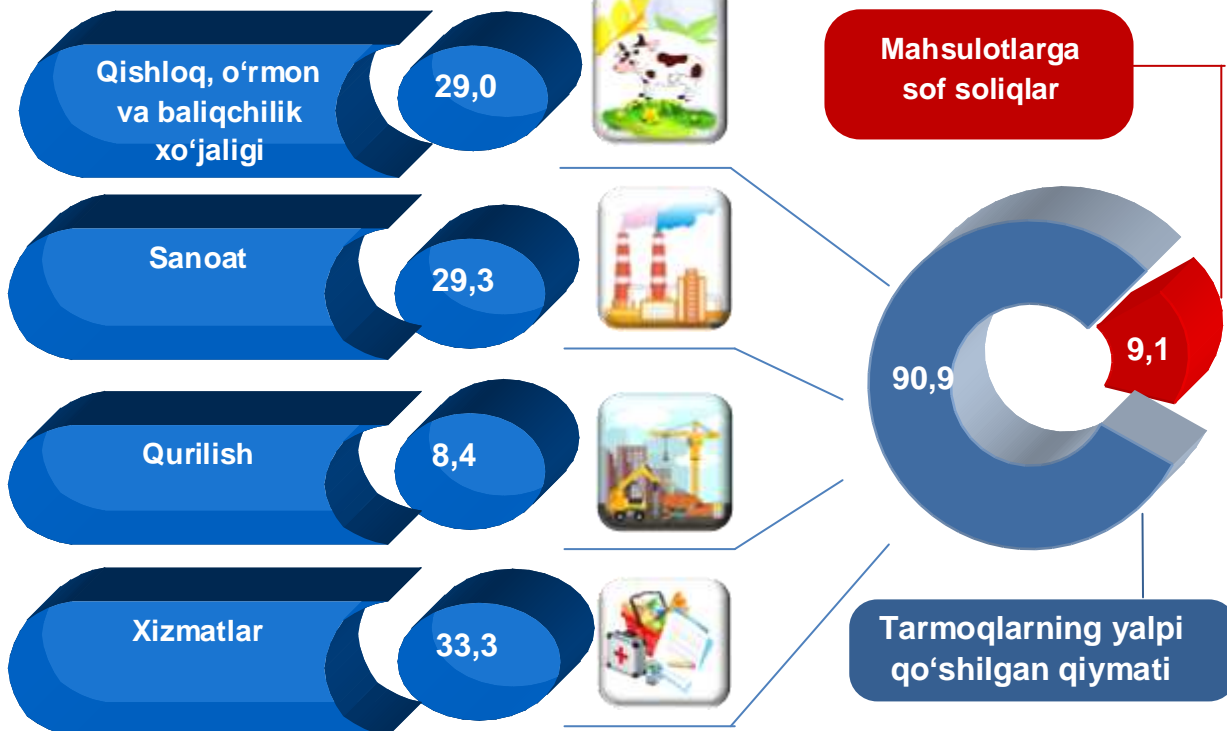 Qishloq, o‘rmon
va baliqchilik
xo‘jaligi
29,0
Sanoat
29,3
Qurilish
8,4
Xizmatlar
33,3
Mahsulotlarga
sof soliqlar
90,9
9,1
Tarmoqlarning yalpi
qo‘shilgan qiymati